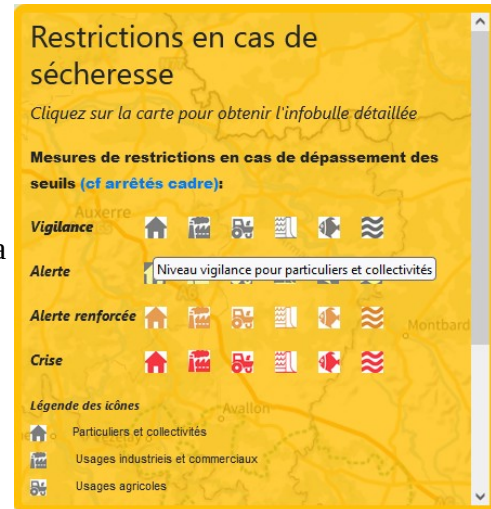 Restrictions en cas de
sécheresse
Cliquez sur la carte pour obtenir l'infobulle détaillée
Mesures de restrictions en cas de dépassement des
seuils (cf arrêtés cadre):
Auxerre
Vigilance
a
Niveau vigilance pour particuliers et collectivités
Alerte
Alerte renforcée
Montbard
Crise
Légende des icônes
Avallon
Particuliers et collectivités
Vézelay
Usages industriels et commerciaux
Usages agricoles